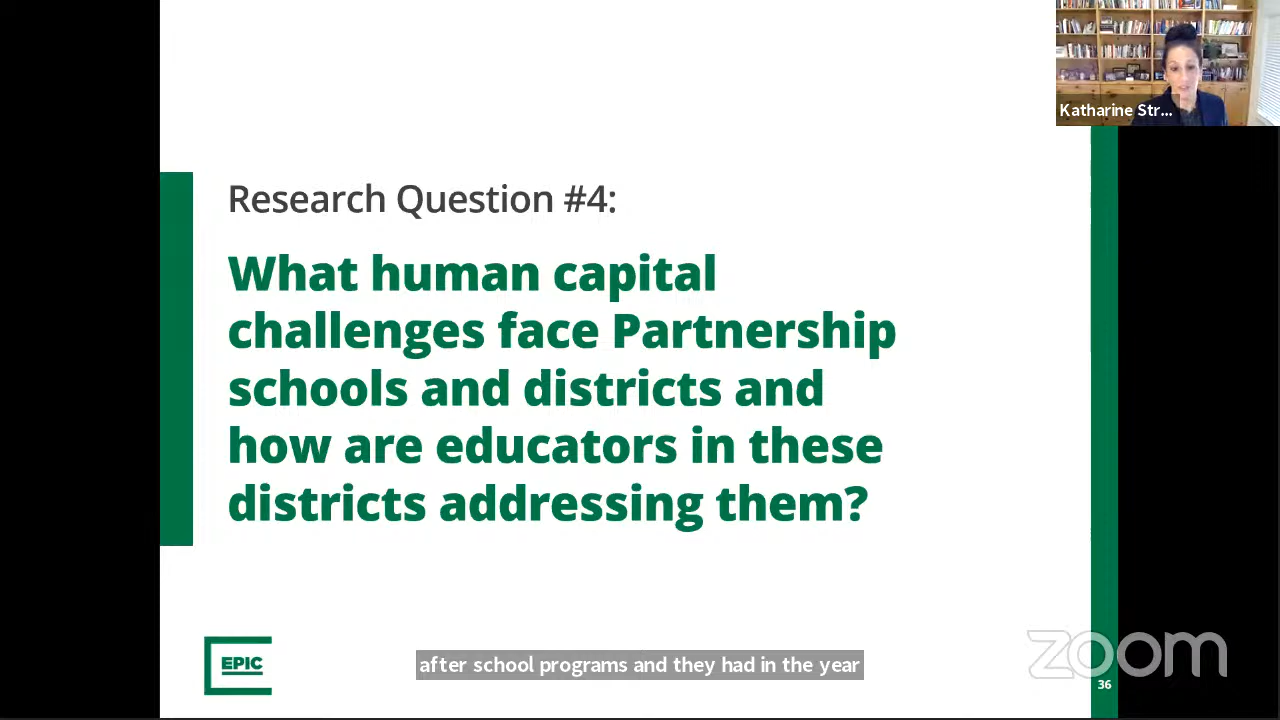 Katharine Str...
Research Question #4:
What human capital
challenges face Partnership
schools and districts and
how are educators in these
districts addressing them?
EPIC
after school programs and they had in the year
zoom
36